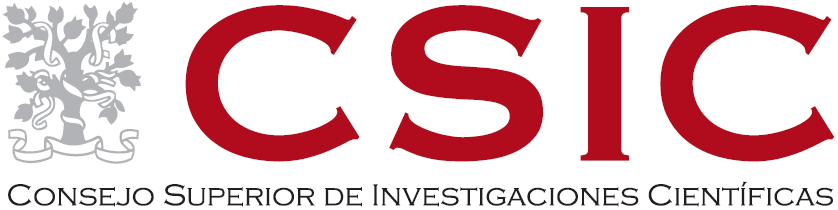 CSIC
CONSEJO SUPERIOR DE INVESTIGACIONES CIENTÍFICAS